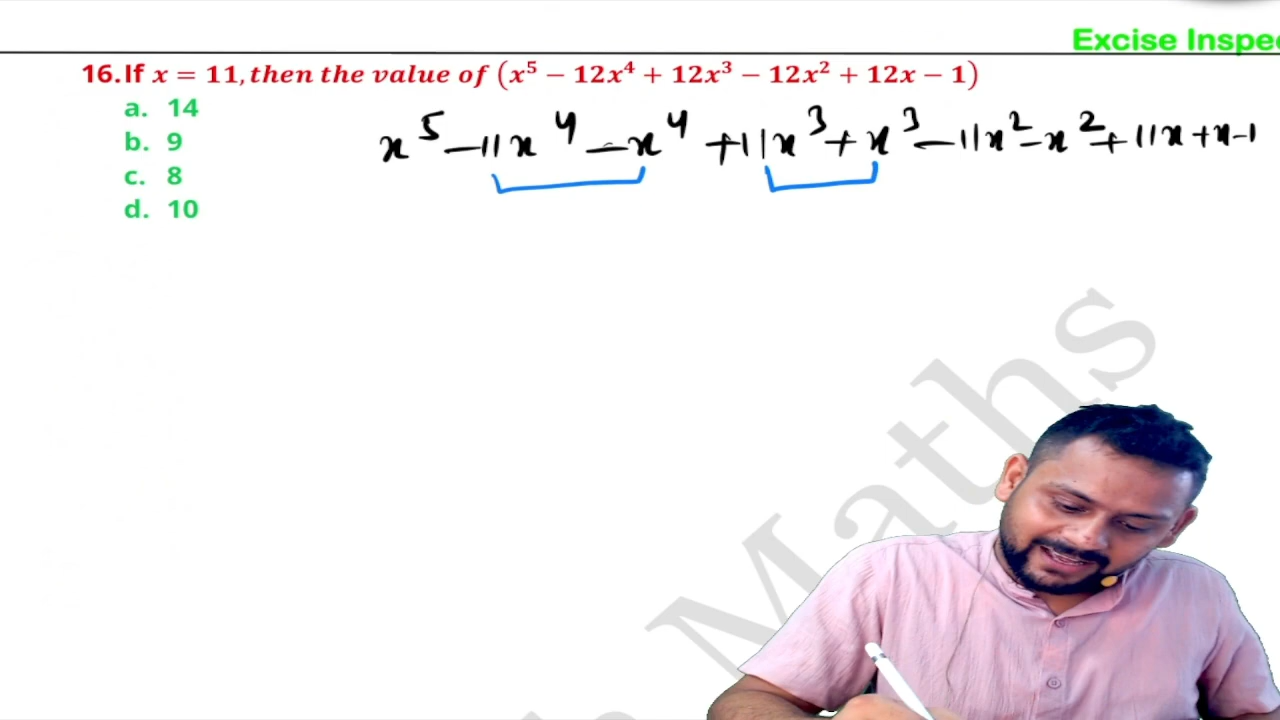 Excise Inspe
16. If x = 11, then the value of (x⁵ − 12x⁴ + 12x³ − 12x² + 12x − 1)
a. 14
b. 9
c. 8
d. 10
x⁵ − 11x⁴ − x⁴ + 11x³ + x³ − 11x² − x² + 11x + x − 1
Maths